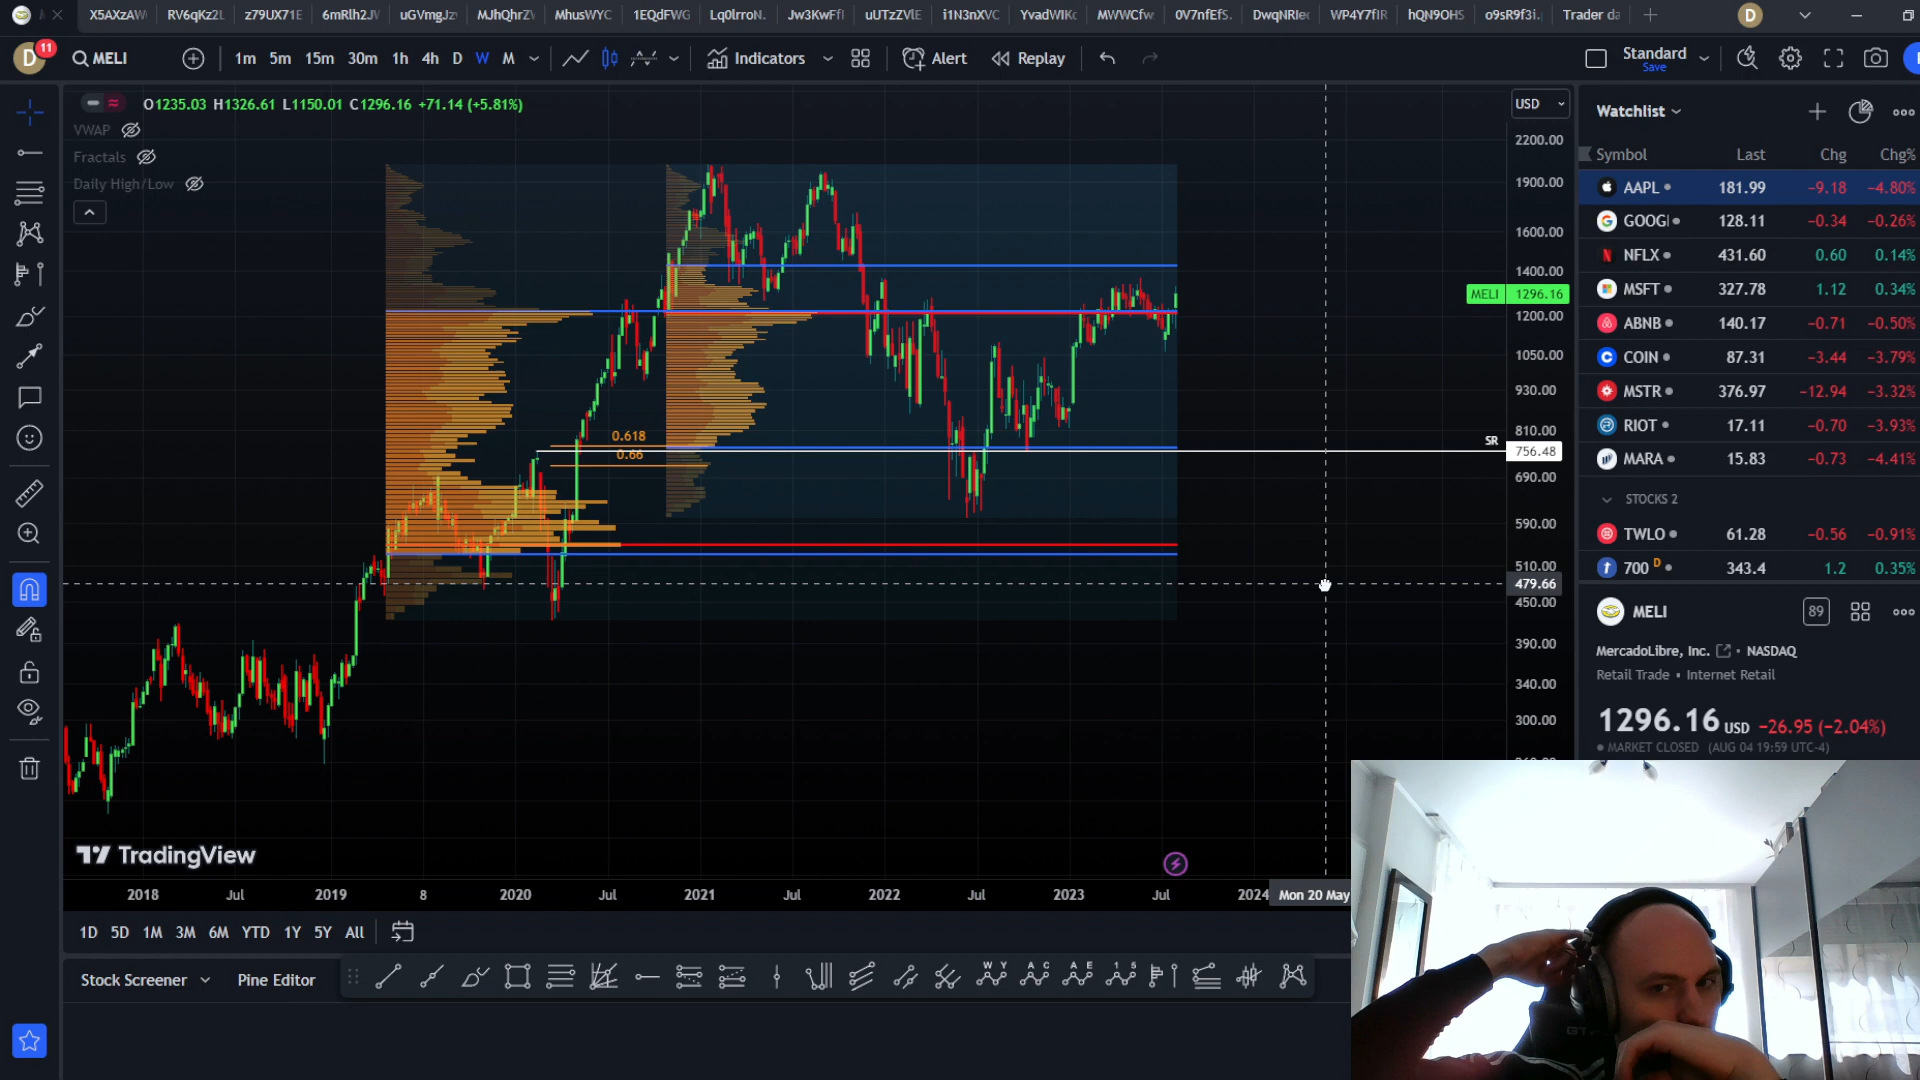 X5AXzAW RV6qKz2L z79UX71E 6mRlh2JV uGVmgJz MJhQhrZ MhusWYC 1EQdFWG Lq0lrroN. Jw3KwFfl uUTzZVlE i1N3nXVC YvadWIKc MWWCfw 0V7nfEfS. DwqNRIec WP4Y7fIR hQN9OHS o9sR9f3i. Trader da D
D 11 MELI 1m 5m 15m 30m 1h 4h D W M Indicators Alert Replay Standard Save
O1235.03 H1326.61 L1150.01 C1296.16 +71.14 (+5.81%)
VWAP
Fractals
Daily High/Low
USD
2200.00
1900.00
1600.00
1400.00
MELI 1296.16
1200.00
1050.00
930.00
810.00
0.618
SR 756.48
0.66
690.00
590.00
510.00
479.66
450.00
390.00
340.00
300.00
TradingView
2018 Jul 2019 8 2020 Jul 2021 Jul 2022 Jul 2023 Jul 2024 Mon 20 May
1D 5D 1M 3M 6M YTD 1Y 5Y All
Stock Screener Pine Editor
Watchlist
Symbol Last Chg Chg%
AAPL 181.99 −9.18 −4.80%
GOOG 128.11 −0.34 −0.26%
NFLX 431.60 0.60 0.14%
MSFT 327.78 1.12 0.34%
ABNB 140.17 −0.71 −0.50%
COIN 87.31 −3.44 −3.79%
MSTR 376.97 −12.94 −3.32%
RIOT 17.11 −0.70 −3.93%
MARA 15.83 −0.73 −4.41%
STOCKS 2
TWLO 61.28 −0.56 −0.91%
700 D 343.4 1.2 0.35%
MELI 89
MercadoLibre, Inc. • NASDAQ
Retail Trade • Internet Retail
1296.16 USD −26.95 (−2.04%)
MARKET CLOSED (AUG 04 19:59 UTC-4)